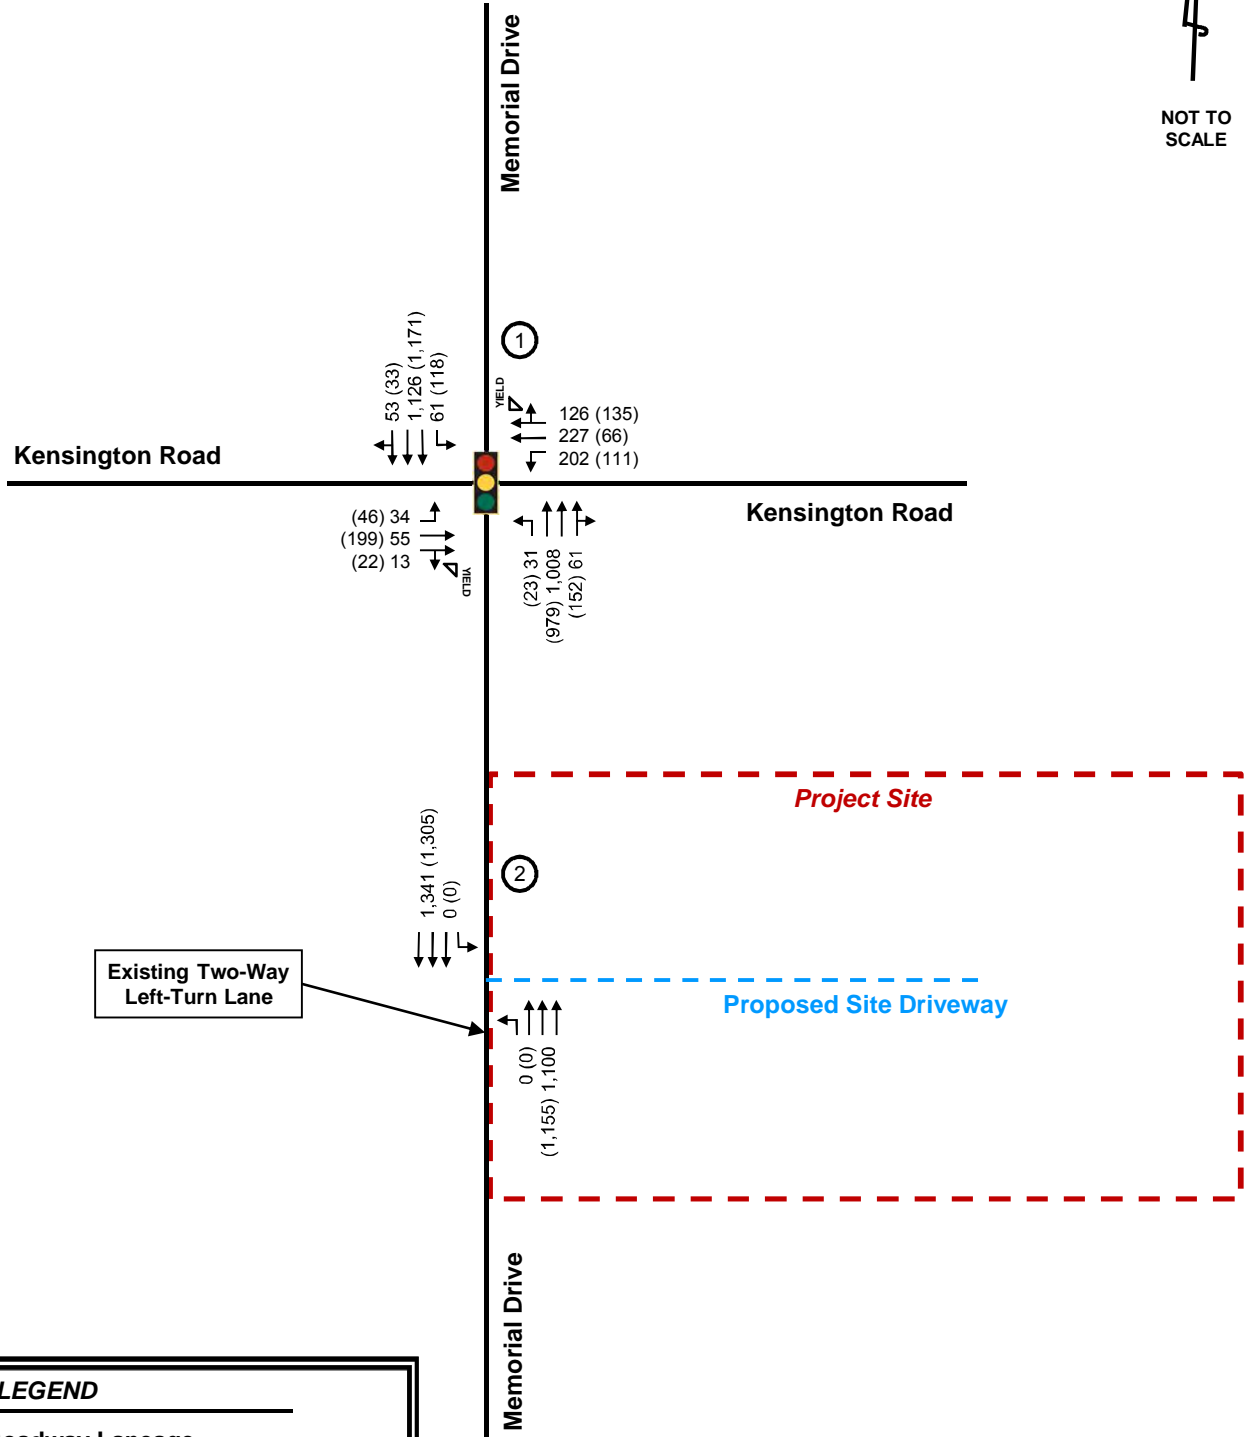 Memorial Drive
NOT TO
SCALE
1
53 (33)
1,126 (1,171)
61 (118)
YIELD
126 (135)
227 (66)
202 (111)
Kensington Road
Kensington Road
(46) 34
(199) 55
(22) 13
YIELD
(23) 31
(979) 1,008
(152) 61
Project Site
2
1,341 (1,305)
0 (0)
Existing Two-Way
Left-Turn Lane
Proposed Site Driveway
0 (0)
(1,155) 1,100
Memorial Drive
LEGEND